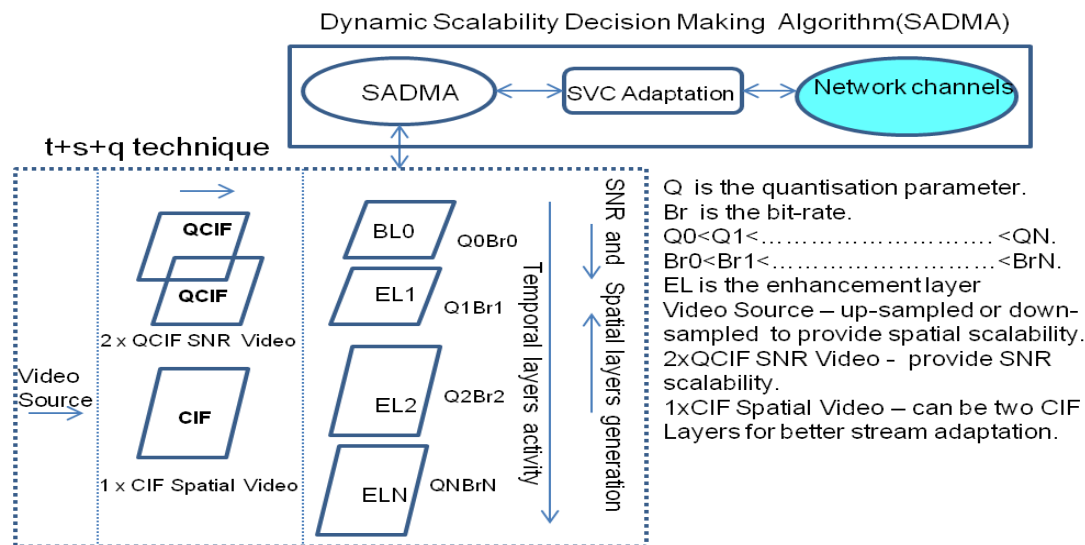 Dynamic Scalability Decision Making Algorithm(SADMA)
SADMA
SVC Adaptation
Network channels
t+s+q technique
Video
Source
QCIF
QCIF
2 x QCIF SNR Video
CIF
1 x CIF Spatial Video
BL0
Q0Br0
EL1
Q1Br1
EL2
Q2Br2
ELN
QNBrN
Temporal layers activity
SNR and
Spatial layers generation
Q is the quantisation parameter.
Br is the bit-rate.
Q0<Q1<………………………. <QN.
Br0<Br1<………………………<BrN.
EL is the enhancement layer
Video Source – up-sampled or down-
sampled to provide spatial scalability.
2xQCIF SNR Video - provide SNR
scalability.
1xCIF Spatial Video – can be two CIF
Layers for better stream adaptation.